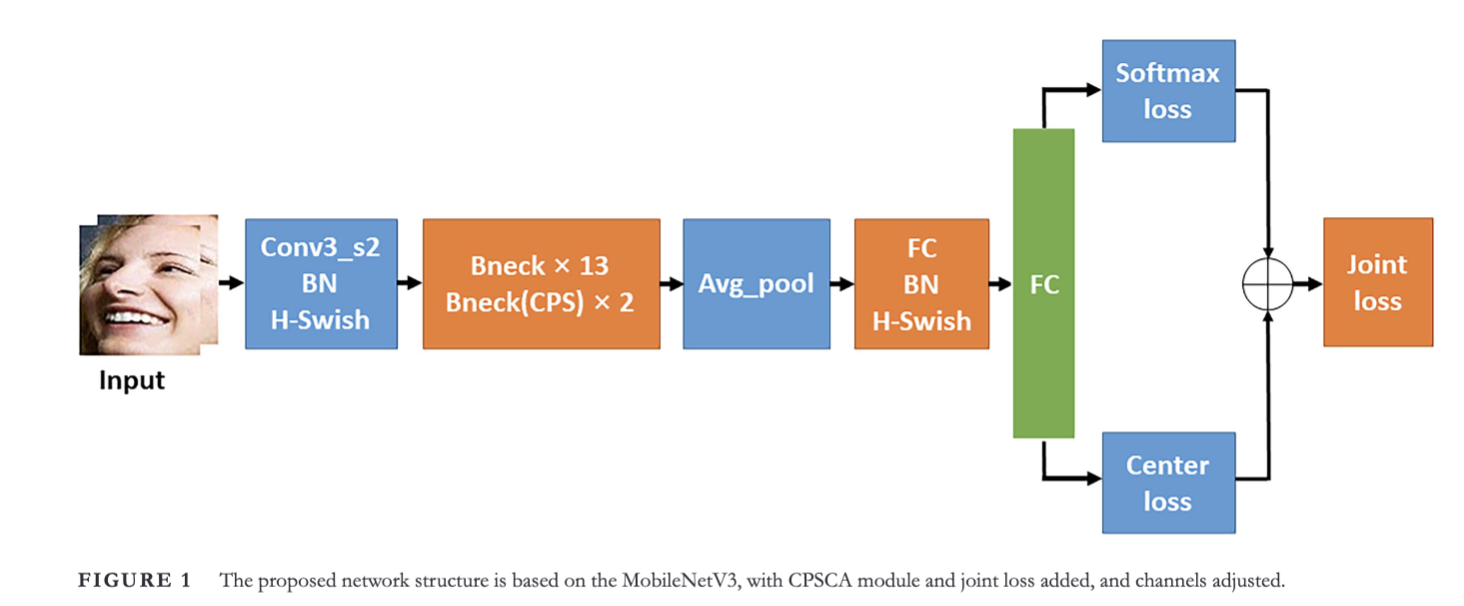 Input
Conv3_s2
BN
H-Swish
Bneck × 13
Bneck(CPS) × 2
Avg_pool
FC
BN
H-Swish
FC
Softmax
loss
Center
loss
Joint
loss
FIGURE 1 The proposed network structure is based on the MobileNetV3, with CPSCA module and joint loss added, and channels adjusted.